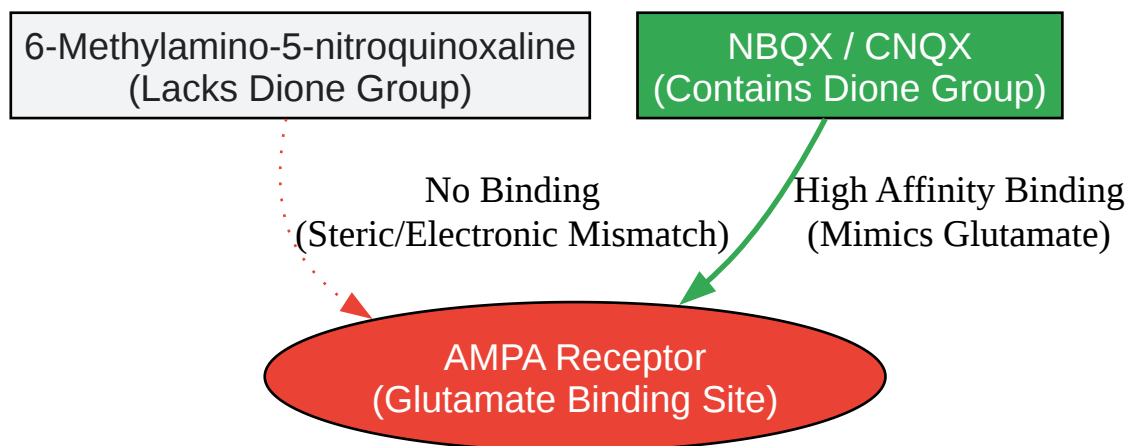 6-Methylamino-5-nitroquinoxaline
(Lacks Dione Group)
NBQX / CNQX
(Contains Dione Group)
No Binding
(Steric/Electronic Mismatch)
High Affinity Binding
(Mimics Glutamate)
AMPA Receptor
(Glutamate Binding Site)